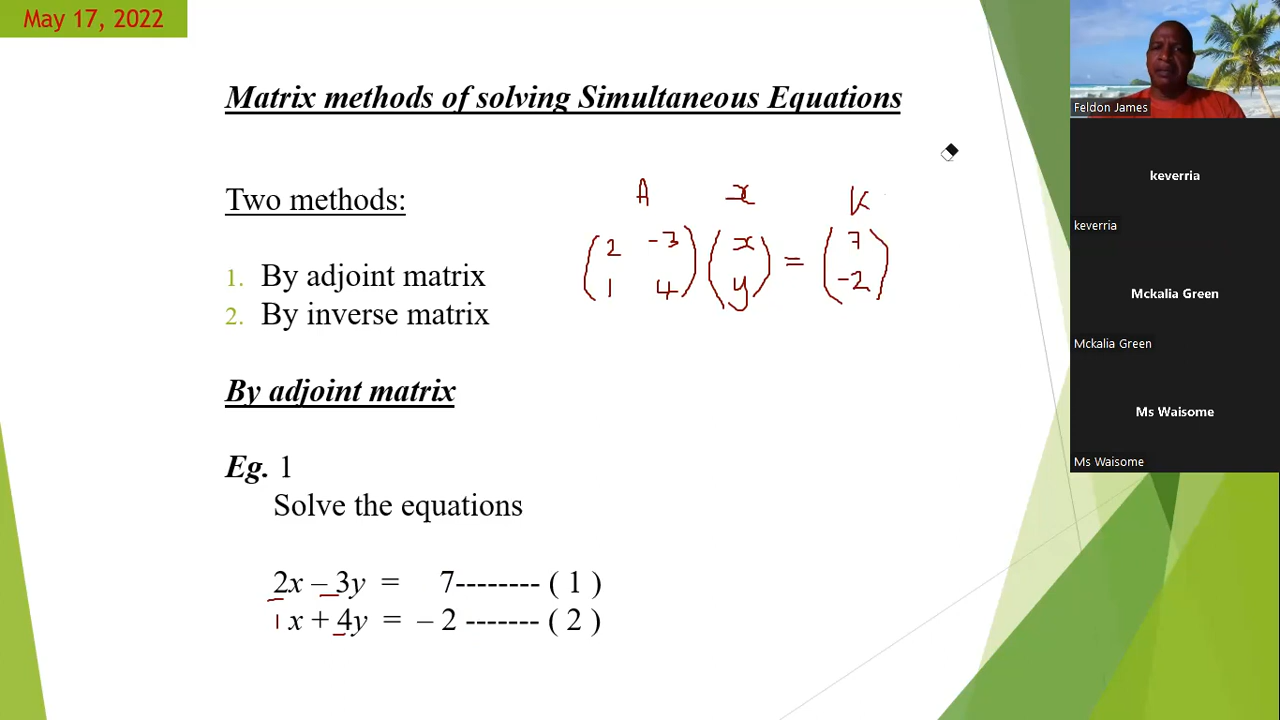 May 17, 2022
Matrix methods of solving Simultaneous Equations
Two methods:
1. By adjoint matrix
2. By inverse matrix
A x K
(2 -3) (x) = (7)
(1 4) (y) (-2)
By adjoint matrix
Eg. 1
Solve the equations
2x – 3y = 7-------- ( 1 )
1 x + 4y = – 2 ------- ( 2 )
Feldon James
keverria
keverria
Mckalia Green
Mckalia Green
Ms Waisome
Ms Waisome